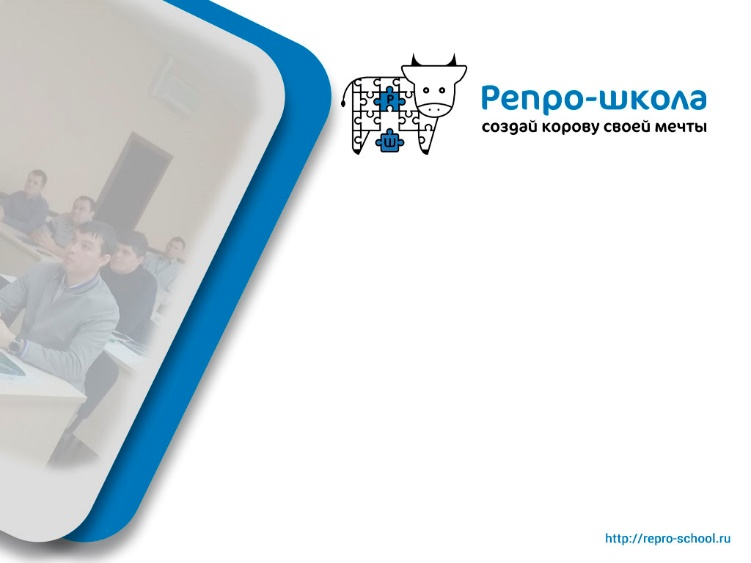 Репро-школа
создай корову своей мечты
Р
Ш
http://repro-school.ru